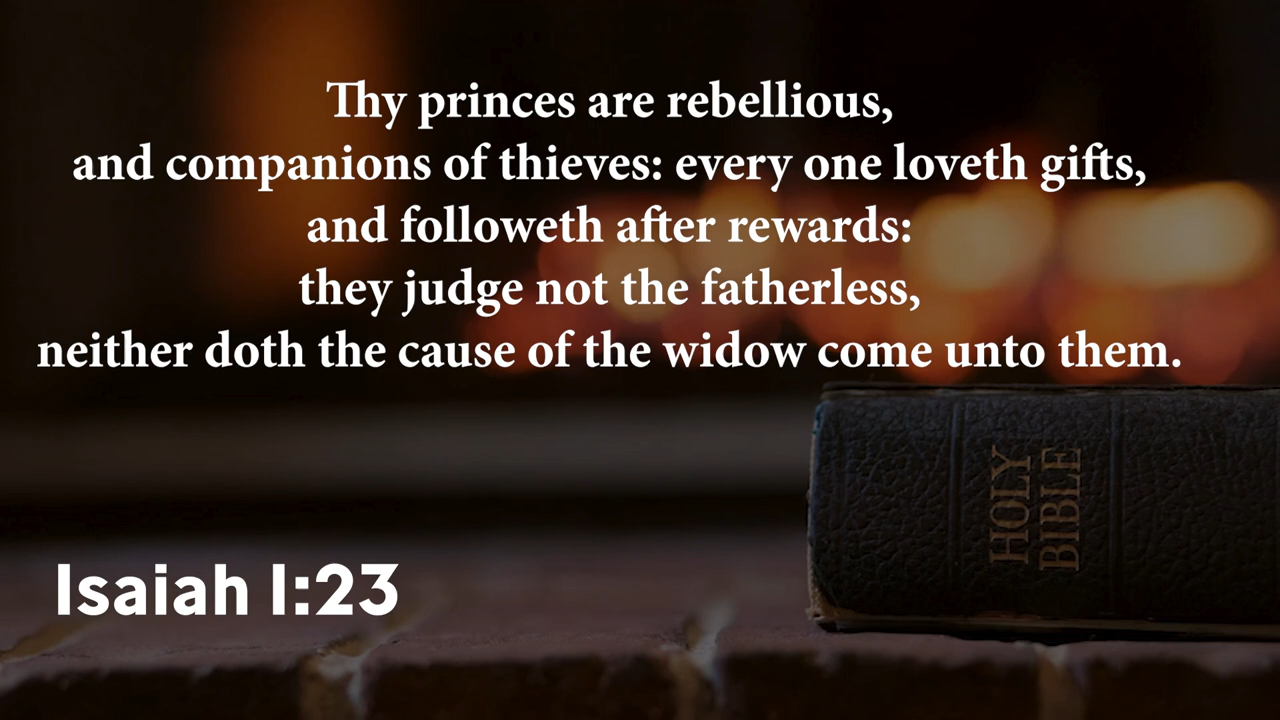 Thy princes are rebellious,
and companions of thieves: every one loveth gifts,
and followeth after rewards:
they judge not the fatherless,
neither doth the cause of the widow come unto them.
HOLY
BIBLE
Isaiah 1:23